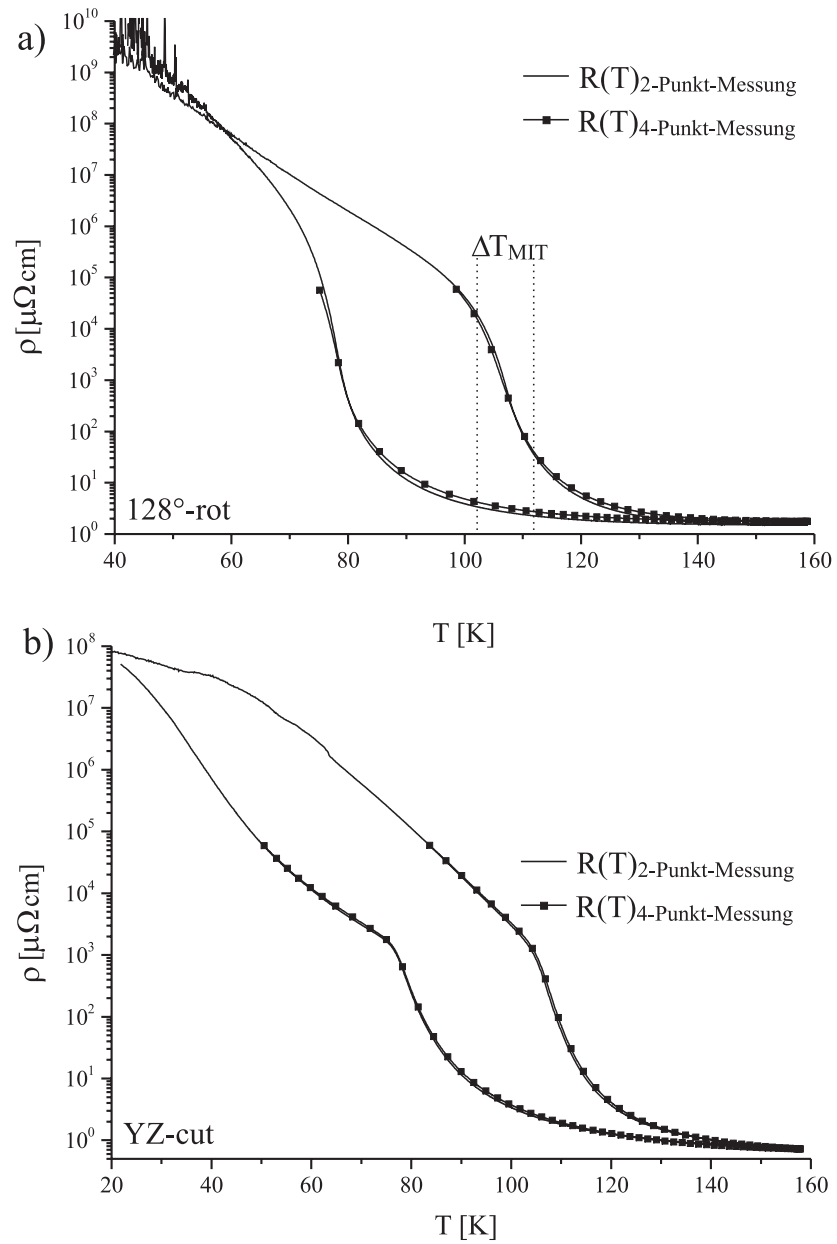 a)
10^10
10^9
10^8
10^7
10^6
10^5
10^4
10^3
10^2
10^1
10^0
ρ [μΩcm]
R(T)2-Punkt-Messung
R(T)4-Punkt-Messung
ΔT_MIT
128°-rot
40 60 80 100 120 140 160
T [K]
b)
10^8
10^7
10^6
10^5
10^4
10^3
10^2
10^1
10^0
ρ [μΩcm]
R(T)2-Punkt-Messung
R(T)4-Punkt-Messung
YZ-cut
20 40 60 80 100 120 140 160
T [K]